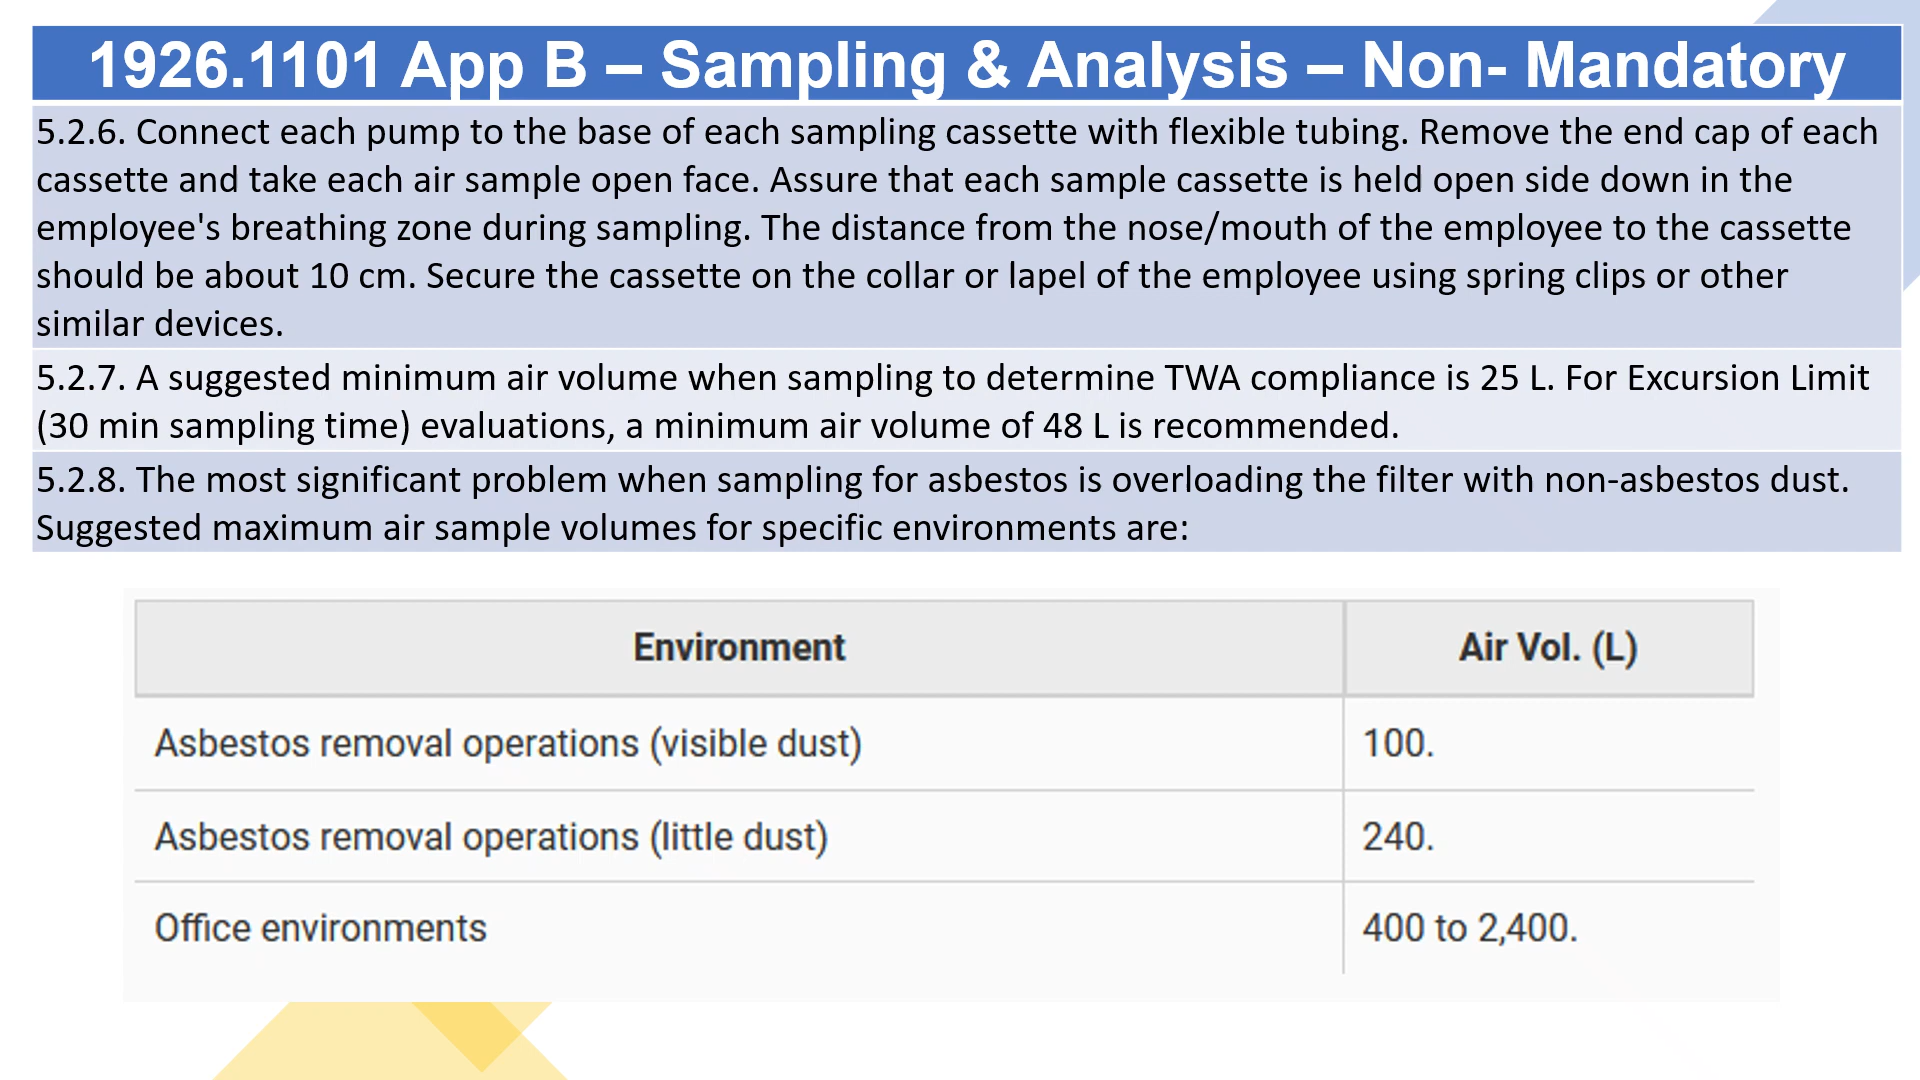 1926.1101 App B – Sampling & Analysis – Non- Mandatory
5.2.6. Connect each pump to the base of each sampling cassette with flexible tubing. Remove the end cap of each
cassette and take each air sample open face. Assure that each sample cassette is held open side down in the
employee's breathing zone during sampling. The distance from the nose/mouth of the employee to the cassette
should be about 10 cm. Secure the cassette on the collar or lapel of the employee using spring clips or other
similar devices.
5.2.7. A suggested minimum air volume when sampling to determine TWA compliance is 25 L. For Excursion Limit
(30 min sampling time) evaluations, a minimum air volume of 48 L is recommended.
5.2.8. The most significant problem when sampling for asbestos is overloading the filter with non-asbestos dust.
Suggested maximum air sample volumes for specific environments are:
Environment Air Vol. (L)
Asbestos removal operations (visible dust) 100.
Asbestos removal operations (little dust) 240.
Office environments 400 to 2,400.